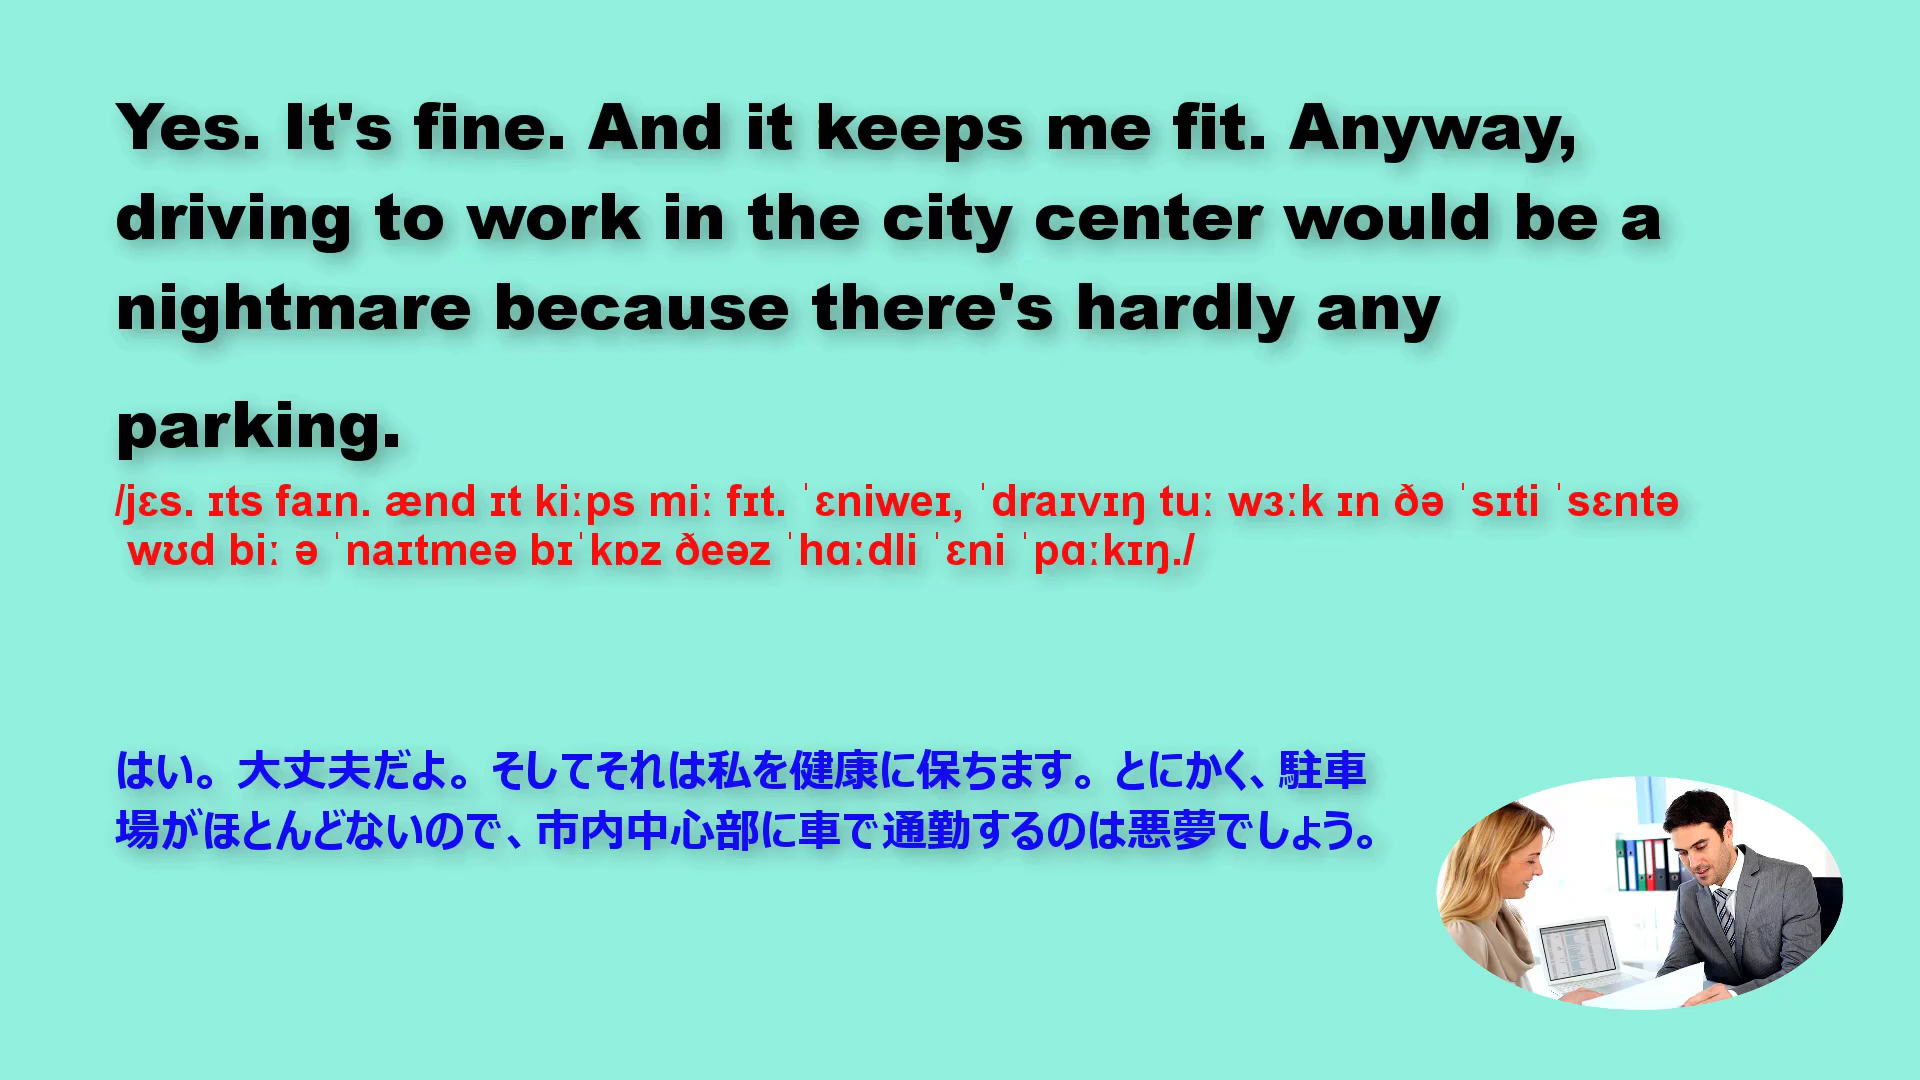 Yes. It's fine. And it keeps me fit. Anyway,
driving to work in the city center would be a
nightmare because there's hardly any
parking.
/jɛs. ɪts faɪn. ænd ɪt kiːps miː fɪt. ˈɛniweɪ, ˈdraɪvɪŋ tuː wɜːk ɪn ðə ˈsɪti ˈsɛntə
wʊd biː ə ˈnaɪtmeə bɪˈkɒz ðeəz ˈhɑːdli ˈɛni ˈpɑːkɪŋ./
はい。大丈夫だよ。そしてそれは私を健康に保ちます。とにかく、駐車
場がほとんどないので、市内中心部に車で通勤するのは悪夢でしょう。